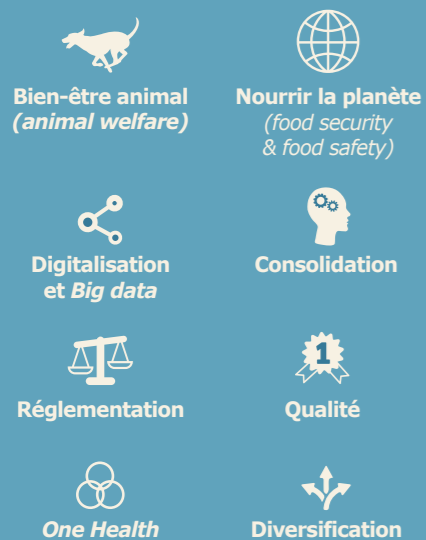 Bien-être animal
(animal welfare)
Nourrir la planète
(food security
& food safety)
Digitalisation
et Big data
Consolidation
Réglementation
1
Qualité
One Health
Diversification